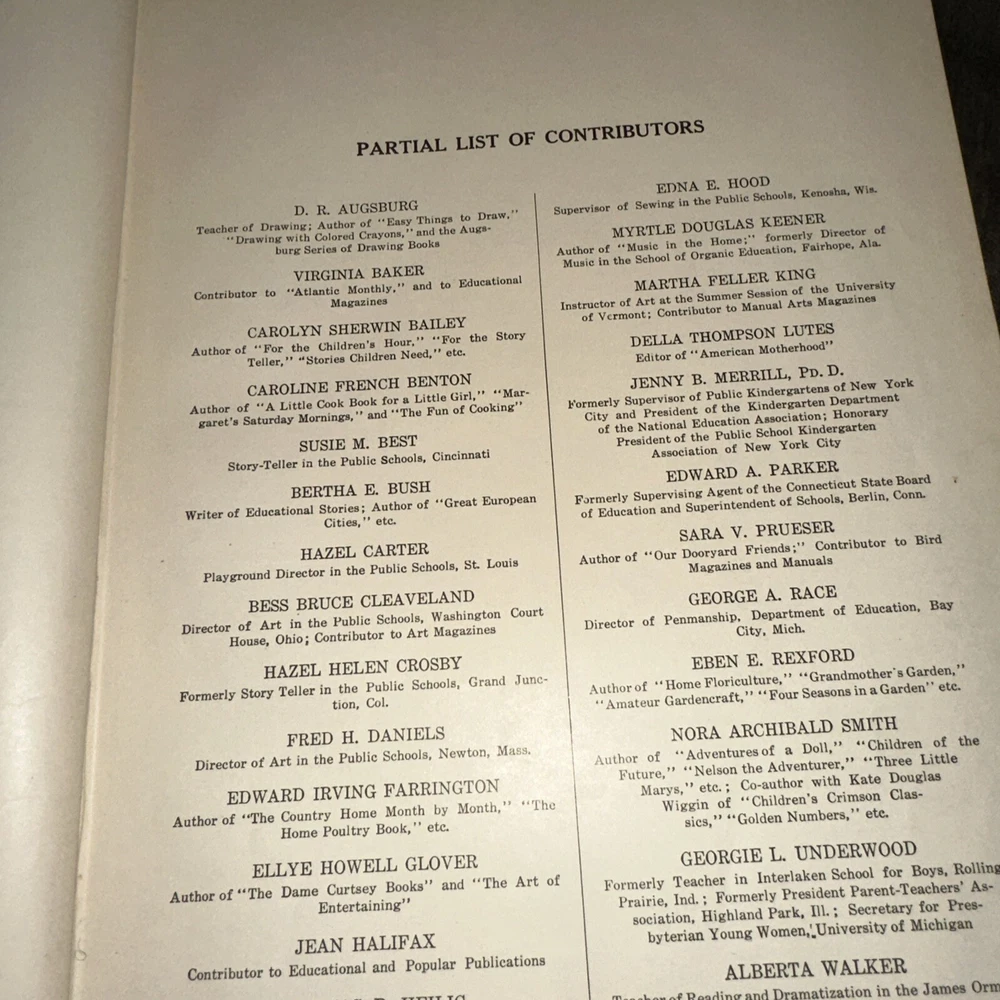 PARTIAL LIST OF CONTRIBUTORS
D. R. AUGSBURG
Teacher of Drawing; Author of "Easy Things to Draw,"
"Drawing with Colored Crayons," and the Augs-
burg Series of Drawing Books
VIRGINIA BAKER
Contributor to "Atlantic Monthly," and to Educational
Magazines
CAROLYN SHERWIN BAILEY
Author of "For the Children's Hour," "For the Story
Teller," "Stories Children Need," etc.
CAROLINE FRENCH BENTON
Author of "A Little Cook Book for a Little Girl," "Mar-
garet's Saturday Mornings," and "The Fun of Cooking"
SUSIE M. BEST
Story-Teller in the Public Schools, Cincinnati
BERTHA E. BUSH
Writer of Educational Stories; Author of "Great European
Cities," etc.
HAZEL CARTER
Playground Director in the Public Schools, St. Louis
BESS BRUCE CLEAVELAND
Director of Art in the Public Schools, Washington Court
House, Ohio; Contributor to Art Magazines
HAZEL HELEN CROSBY
Formerly Story Teller in the Public Schools, Grand Junc-
tion, Col.
FRED H. DANIELS
Director of Art in Public Schools, Newton, Mass.
EDWARD IRVING FARRINGTON
Author of "The Country Home Month by Month," "The
Home Poultry Book," etc.
ELLYE HOWELL GLOVER
Author of "The Dame Curtsey Books" and "The Art of
Entertaining"
JEAN HALIFAX
Contributor to Educational and Popular Publications
EDNA E. HOOD
Supervisor of Sewing in the Public Schools, Kenosha, Wis.
MYRTLE DOUGLAS KEENER
Author of "Music in the Home;" formerly Director of
Music in the School of Organic Education, Fairhope, Ala.
MARTHA FELLER KING
Instructor of Art at the Summer Session of the University
of Vermont; Contributor to Manual Arts Magazines
DELLA THOMPSON LUTES
Editor of "American Motherhood"
JENNY B. MERRILL, PD. D.
Formerly Supervisor of Public Kindergartens of New York
City and President of the Kindergarten Department
of the National Education Association; Honorary
President of the Public School Kindergarten
Association of New York City
EDWARD A. PARKER
Formerly Supervising Agent of the Connecticut State Board
of Education and Superintendent of Schools, Berlin, Conn.
SARA V. PRUESER
Author of "Our Dooryard Friends;" Contributor to Bird
Magazines and Manuals
GEORGE A. RACE
Director of Penmanship, Department of Education, Bay
City, Mich.
EBEN E. REXFORD
Author of "Home Floriculture," "Grandmother's Garden,"
"Amateur Gardencraft," "Four Seasons in a Garden" etc.
NORA ARCHIBALD SMITH
Author of "Adventures of a Doll," "Children of the
Future," "Nelson the Adventurer," "Three Little
Marys," etc.; Co-author with Kate Douglas
Wiggin of "Children's Crimson Clas-
sics," "Golden Numbers," etc.
GEORGIE L. UNDERWOOD
Formerly Teacher in Interlaken School for Boys, Rolling
Prairie, Ind.; Formerly President Parent-Teachers' As-
sociation, Highland Park, Ill.; Secretary for Pres-
byterian Young Women, University of Michigan
ALBERTA WALKER
Teacher of Reading and Dramatization in the James Orm